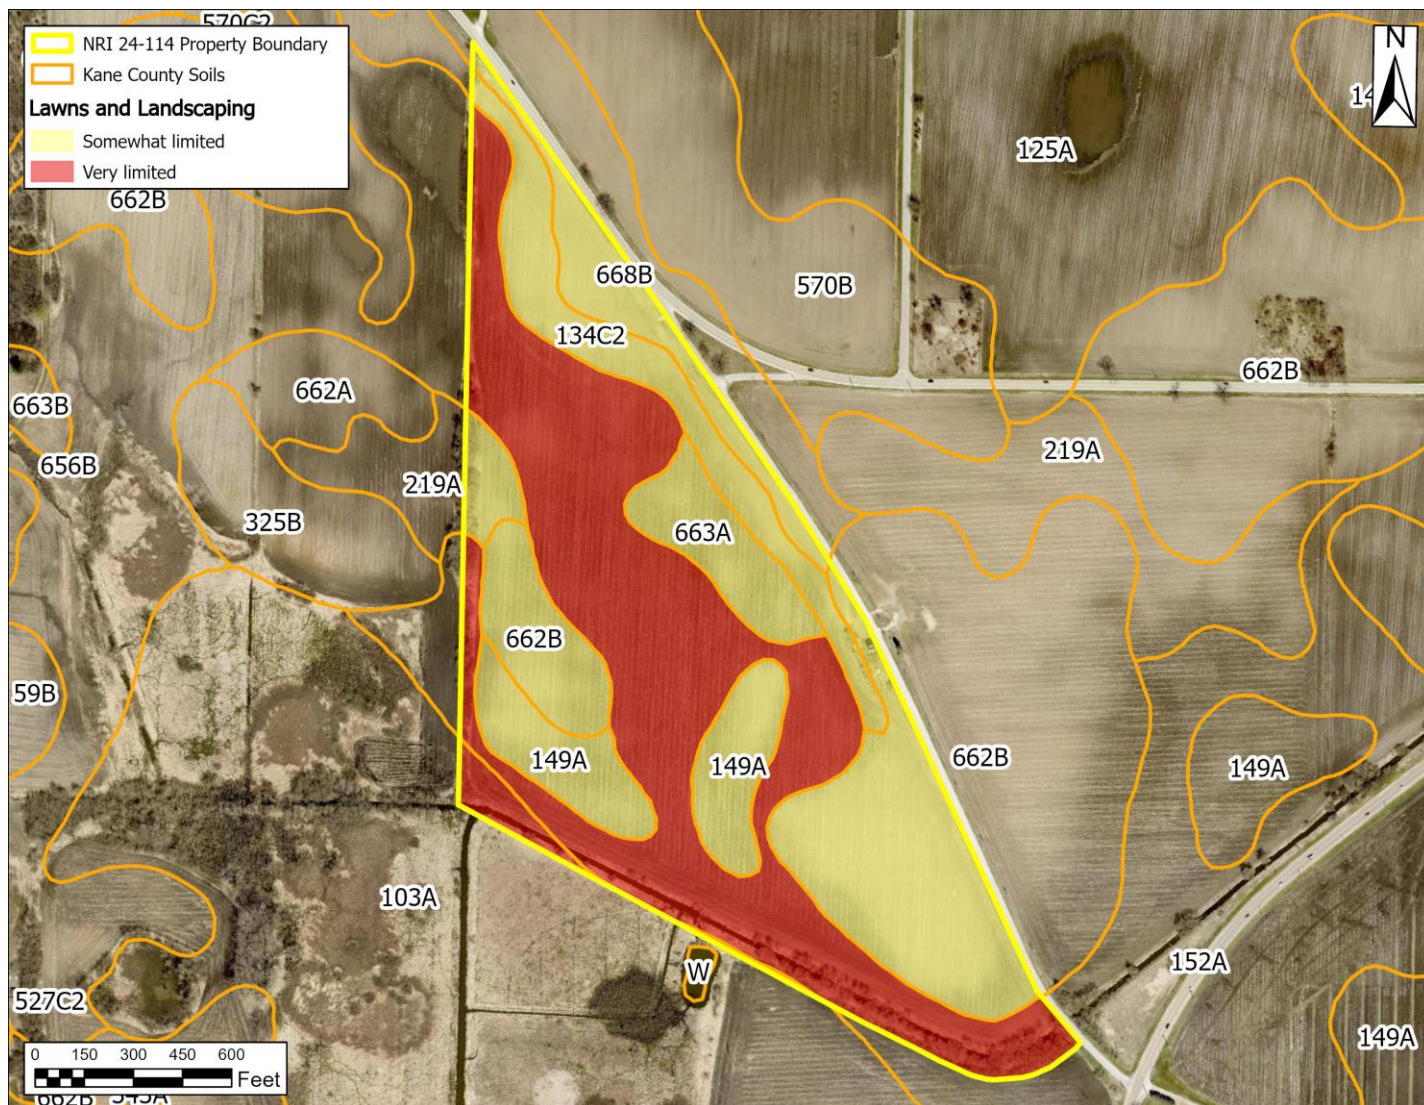 570C2
NRI 24-114 Property Boundary
Kane County Soils
Lawns and Landscaping
Somewhat limited
Very limited
N
125A
662B
668B
570B
134C2
662A
662B
663B
219A
656B
219A
325B
663A
662B
59B
149A
149A
662B
149A
103A
152A
W
527C2
149A
0 150 300 450 600
Feet
662B